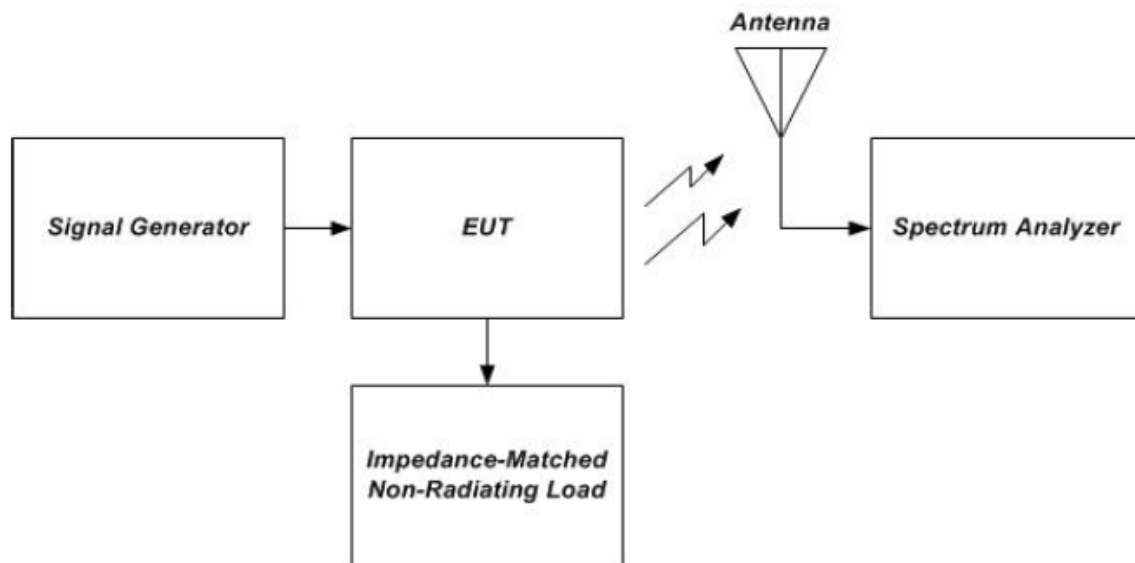 Antenna
Signal Generator
EUT
Spectrum Analyzer
Impedance-Matched
Non-Radiating Load